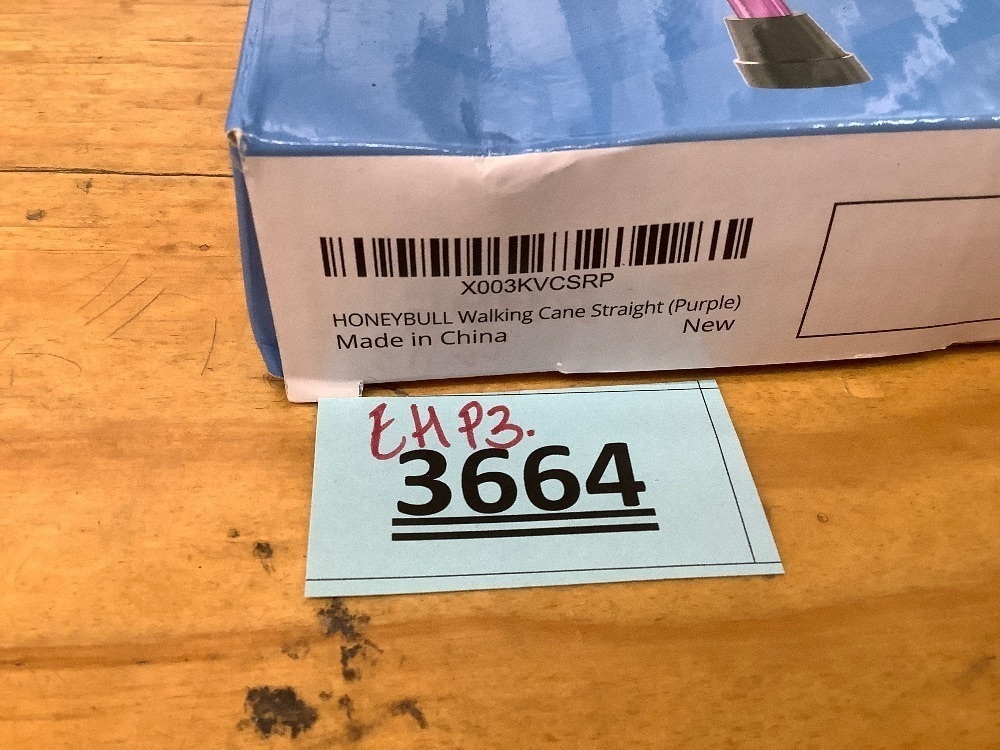 X003KVCSRP
HONEYBULL Walking Cane Straight (Purple)
New
Made in China
EHP3.
3664